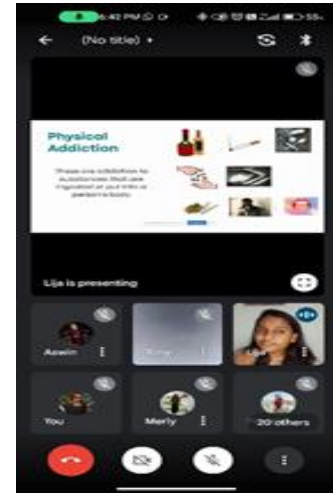 6:42 PM
(No title)
Physical
Addiction
These are addiction to
substances that are
ingested or put into a
person's body.
Lija is presenting
Aswin
Lija
You
Merly
20 others